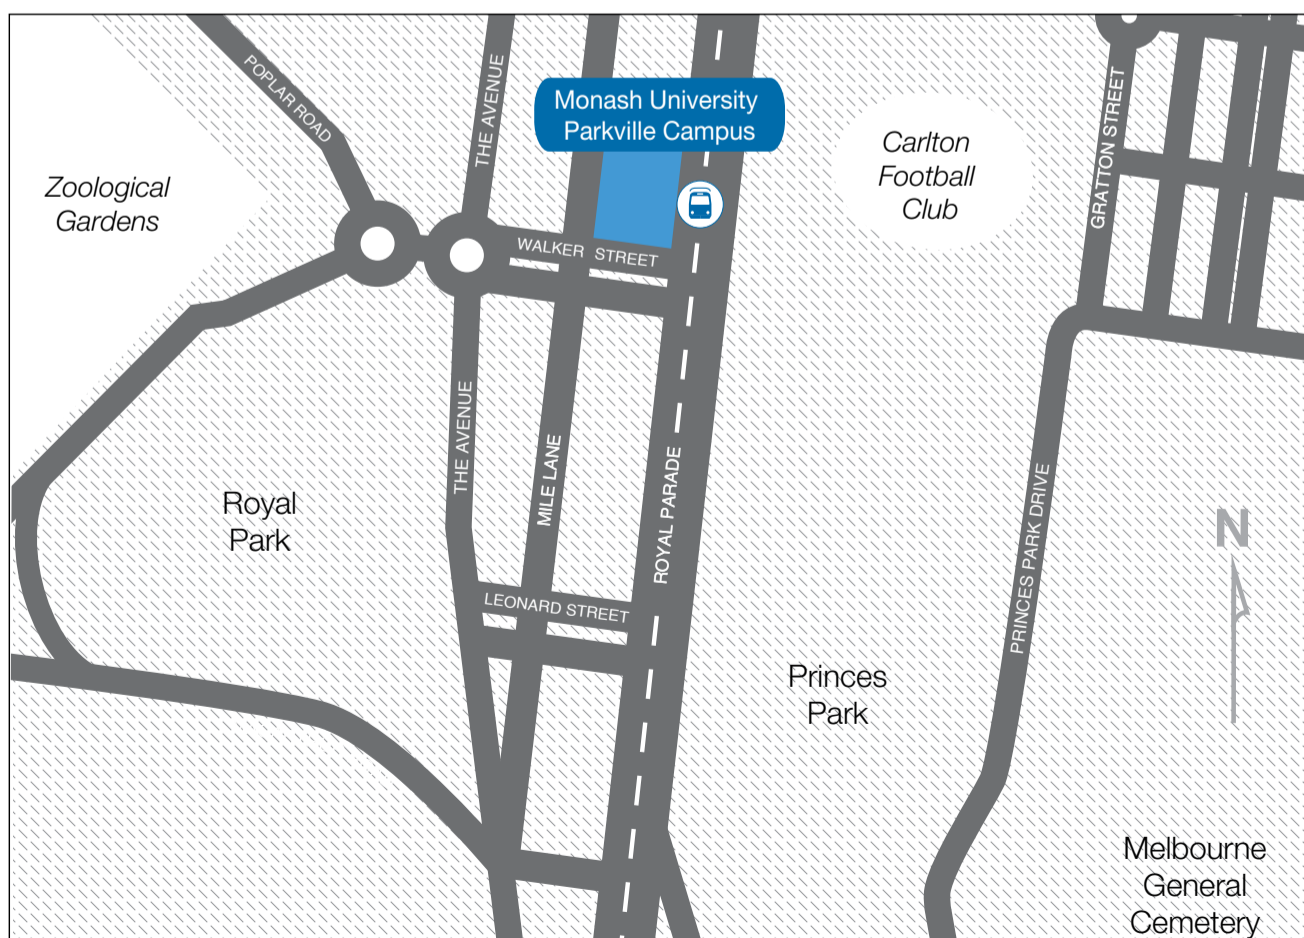 POPLAR ROAD
THE AVENUE
Monash University
Parkville Campus
GRATTON STREET
Carlton
Football
Club
Zoological
Gardens
WALKER STREET
THE AVENUE
MILE LANE
ROYAL PARADE
Royal
Park
PRINCES PARK DRIVE
N
LEONARD STREET
Princes
Park
Melbourne
General
Cemetery